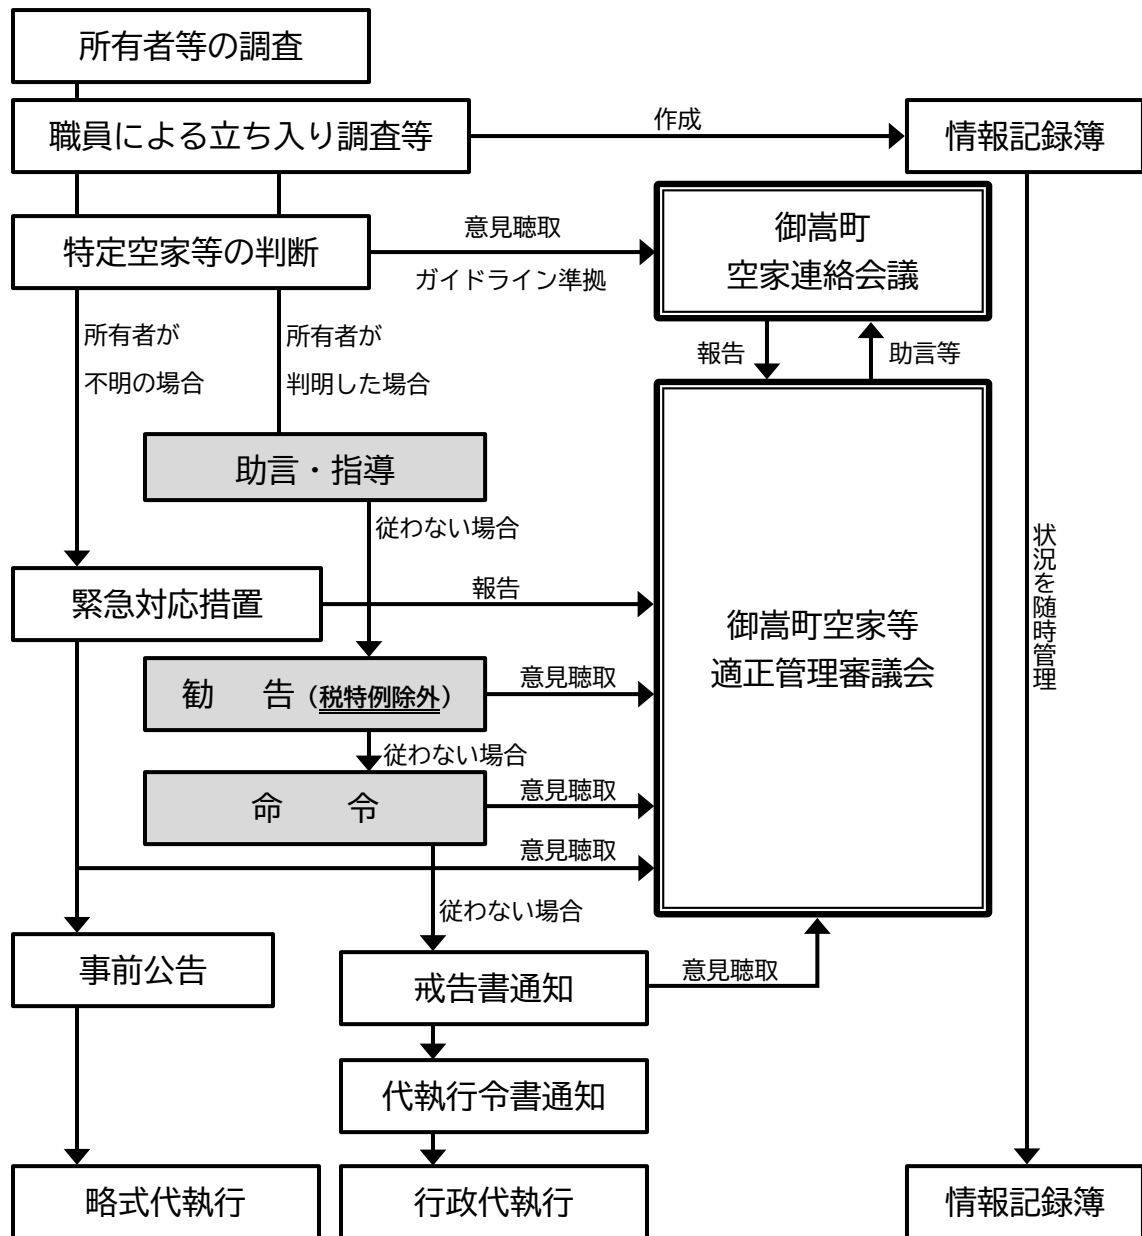 所有者等の調査
職員による立ち入り調査等
作成
情報記録簿
特定空家等の判断
意見聴取
ガイドライン準拠
御嵩町
空家連絡会議
所有者が
不明の場合
所有者が
判明した場合
報告
助言等
助言・指導
従わない場合
緊急対応措置
報告
御嵩町空家等
適正管理審議会
状況を随時管理
勧　告（税特例除外）
意見聴取
従わない場合
命　令
意見聴取
意見聴取
従わない場合
事前公告
戒告書通知
意見聴取
代執行令書通知
略式代執行
行政代執行
情報記録簿